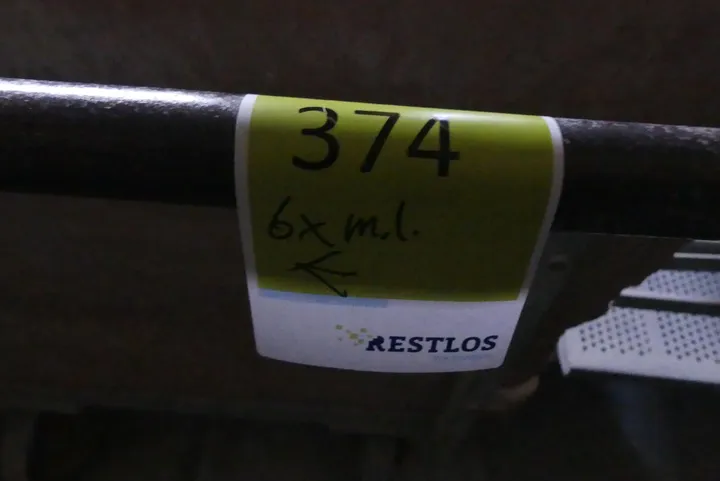 374
6x m.l.
←
RESTLOS